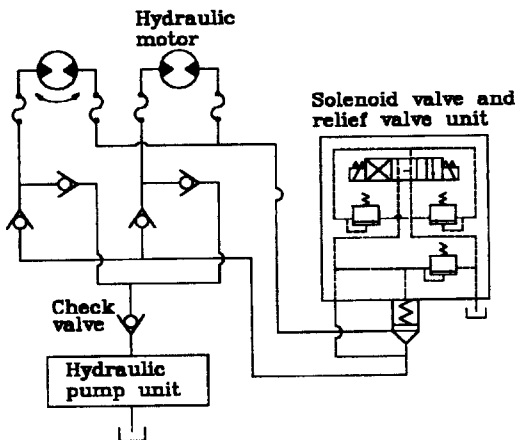 Hydraulic
motor
Solenoid valve and
relief valve unit
Check
valve
Hydraulic
pump unit